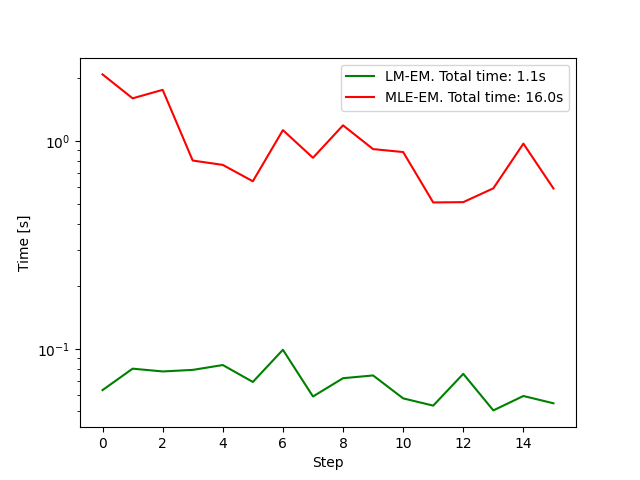 LM-EM. Total time: 1.1s
MLE-EM. Total time: 16.0s
10⁰
10⁻¹
Time [s]
0 2 4 6 8 10 12 14
Step